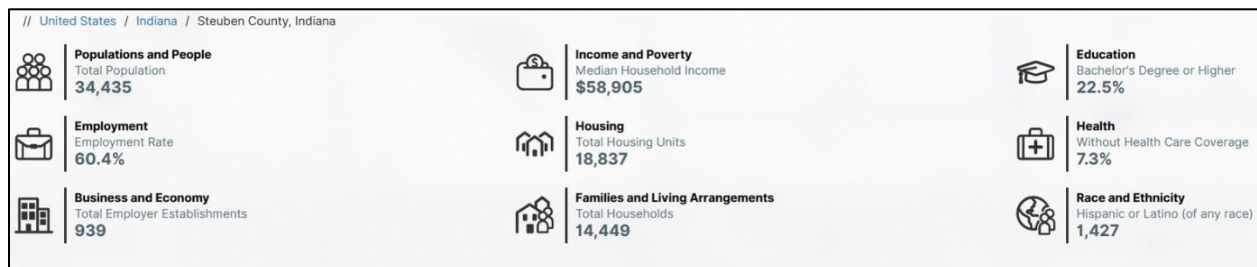 // United States / Indiana / Steuben County, Indiana
Populations and People
Total Population
34,435
Income and Poverty
Median Household Income
$58,905
Education
Bachelor's Degree or Higher
22.5%
Employment
Employment Rate
60.4%
Housing
Total Housing Units
18,837
Health
Without Health Care Coverage
7.3%
Business and Economy
Total Employer Establishments
939
Families and Living Arrangements
Total Households
14,449
Race and Ethnicity
Hispanic or Latino (of any race)
1,427